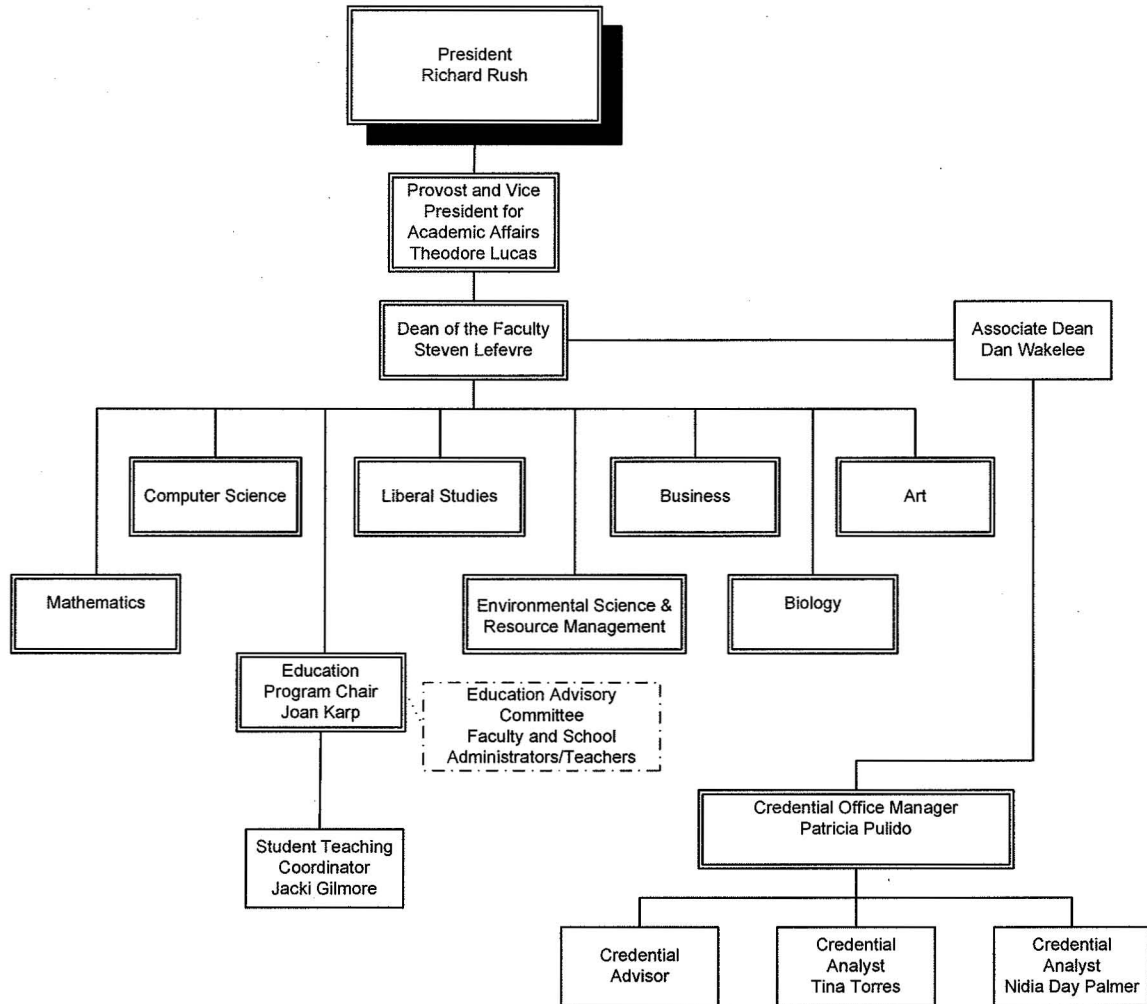 President
Richard Rush
Provost and Vice
President for
Academic Affairs
Theodore Lucas
Dean of the Faculty
Steven Lefevre
Associate Dean
Dan Wakelee
Computer Science
Liberal Studies
Business
Art
Mathematics
Environmental Science &
Resource Management
Biology
Education
Program Chair
Joan Karp
Education Advisory
Committee
Faculty and School
Administrators/Teachers
Credential Office Manager
Patricia Pulido
Student Teaching
Coordinator
Jacki Gilmore
Credential
Advisor
Credential
Analyst
Tina Torres
Credential
Analyst
Nidia Day Palmer